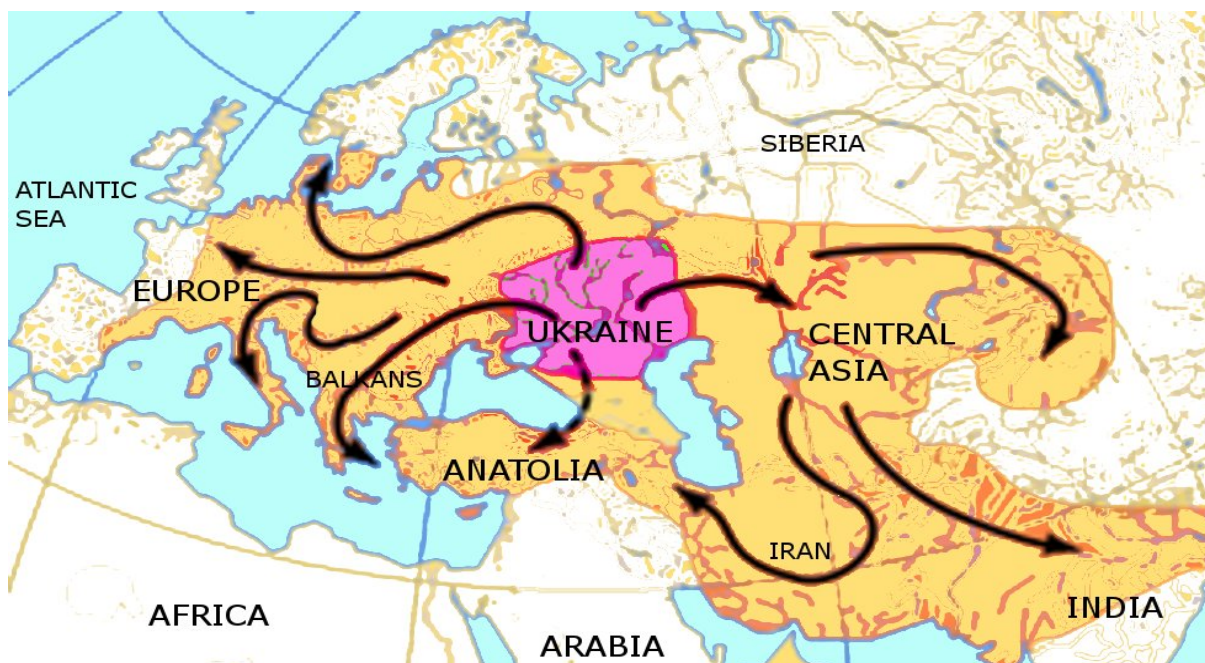 SIBERIA
ATLANTIC
SEA
EUROPE
UKRAINE
CENTRAL
ASIA
BALKANS
ANATOLIA
IRAN
AFRICA
INDIA
ARABIA